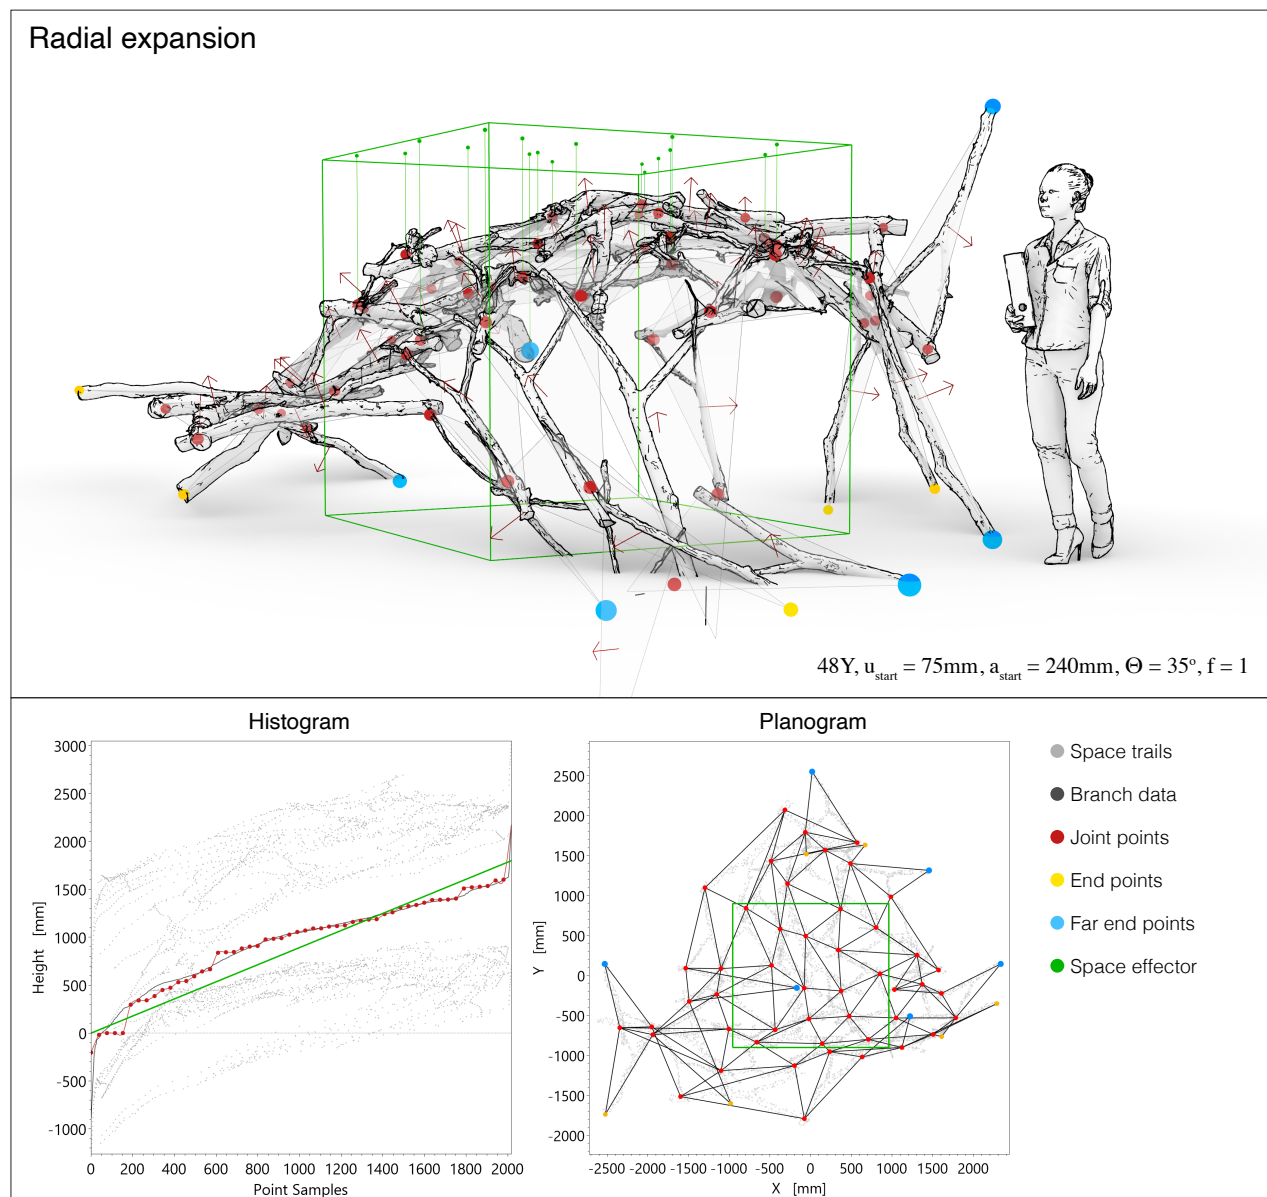 Radial expansion
48Y, u_start = 75mm, a_start = 240mm, Θ = 35º, f = 1
Histogram
Planogram
3000
2500
2000
1500
1000
500
0
-500
-1000
Height [mm]
0 200 400 600 800 1000 1200 1400 1600 1800 2000
Point Samples
2500
2000
1500
1000
500
0
-500
-1000
-1500
-2000
Y [mm]
-2500 -2000 -1500 -1000 -500 0 500 1000 1500 2000
X [mm]
Space trails
Branch data
Joint points
End points
Far end points
Space effector